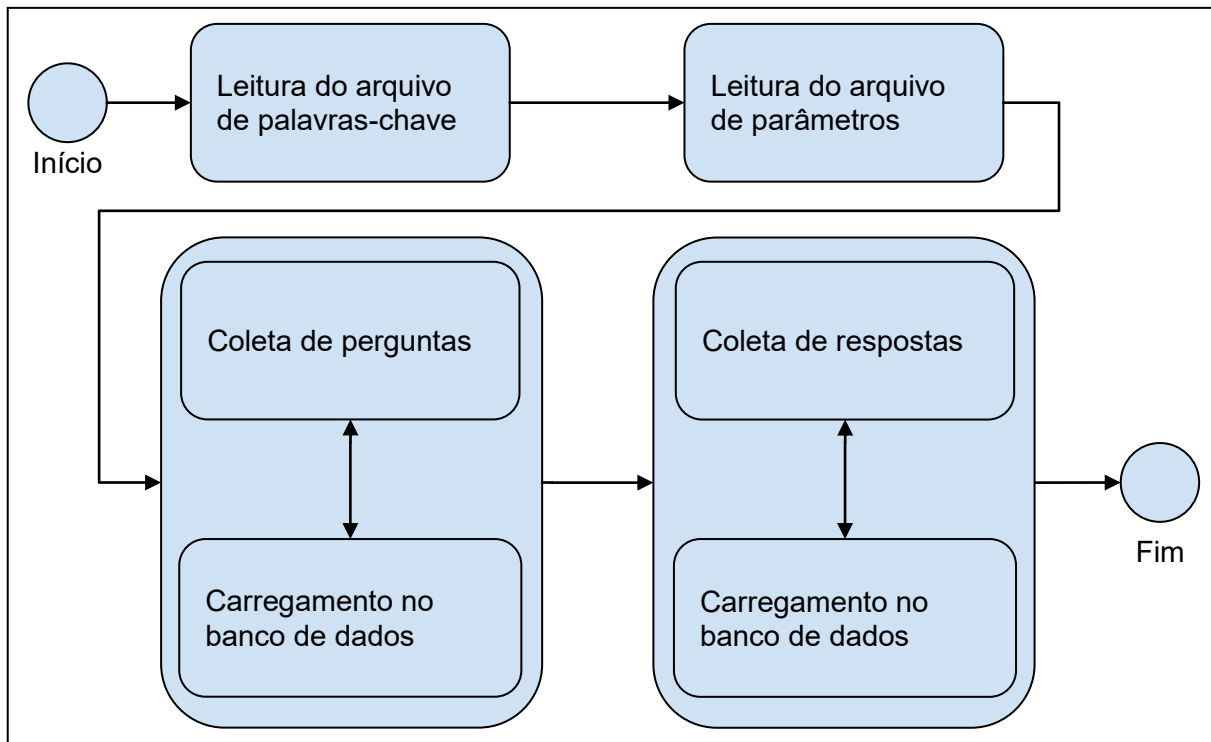 Leitura do arquivo
de palavras-chave
Leitura do arquivo
de parâmetros
Início
Coleta de perguntas
Coleta de respostas
Carregamento no
banco de dados
Carregamento no
banco de dados
Fim